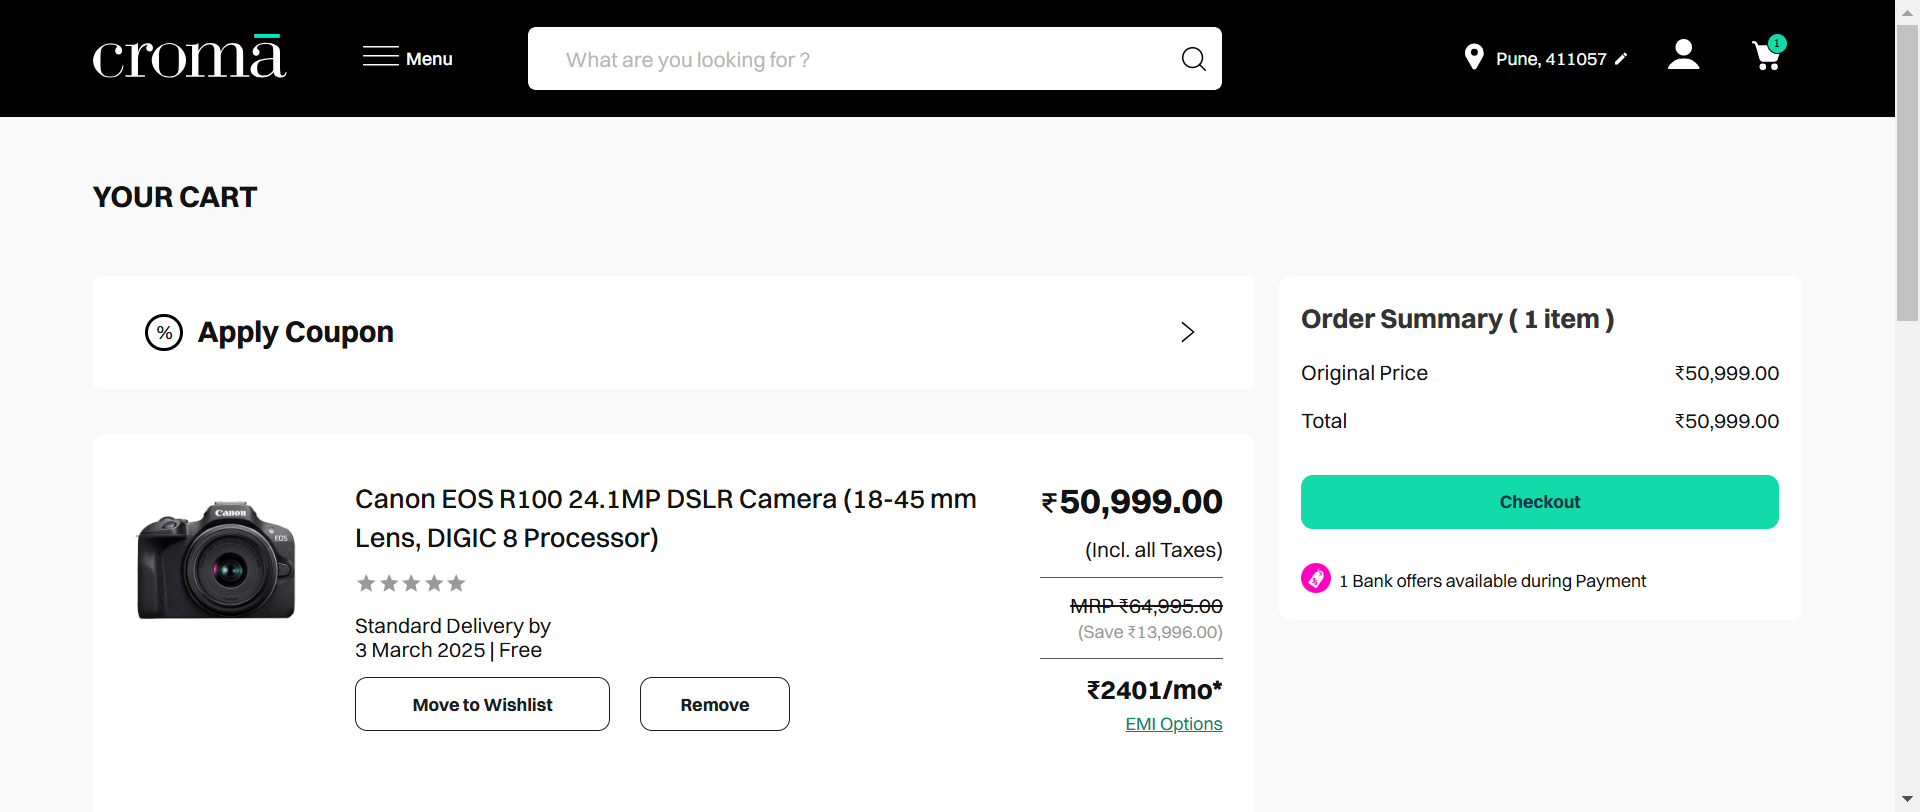 cromā
Menu
What are you looking for ?
Pune, 411057
1
YOUR CART
% Apply Coupon
Canon EOS R100 24.1MP DSLR Camera (18-45 mm
Lens, DIGIC 8 Processor)
Canon
EOS
Standard Delivery by
3 March 2025 | Free
Move to Wishlist
Remove
₹50,999.00
(Incl. all Taxes)
MRP ₹64,995.00
(Save ₹13,996.00)
₹2401/mo*
EMI Options
Order Summary ( 1 item )
Original Price ₹50,999.00
Total ₹50,999.00
Checkout
1 Bank offers available during Payment